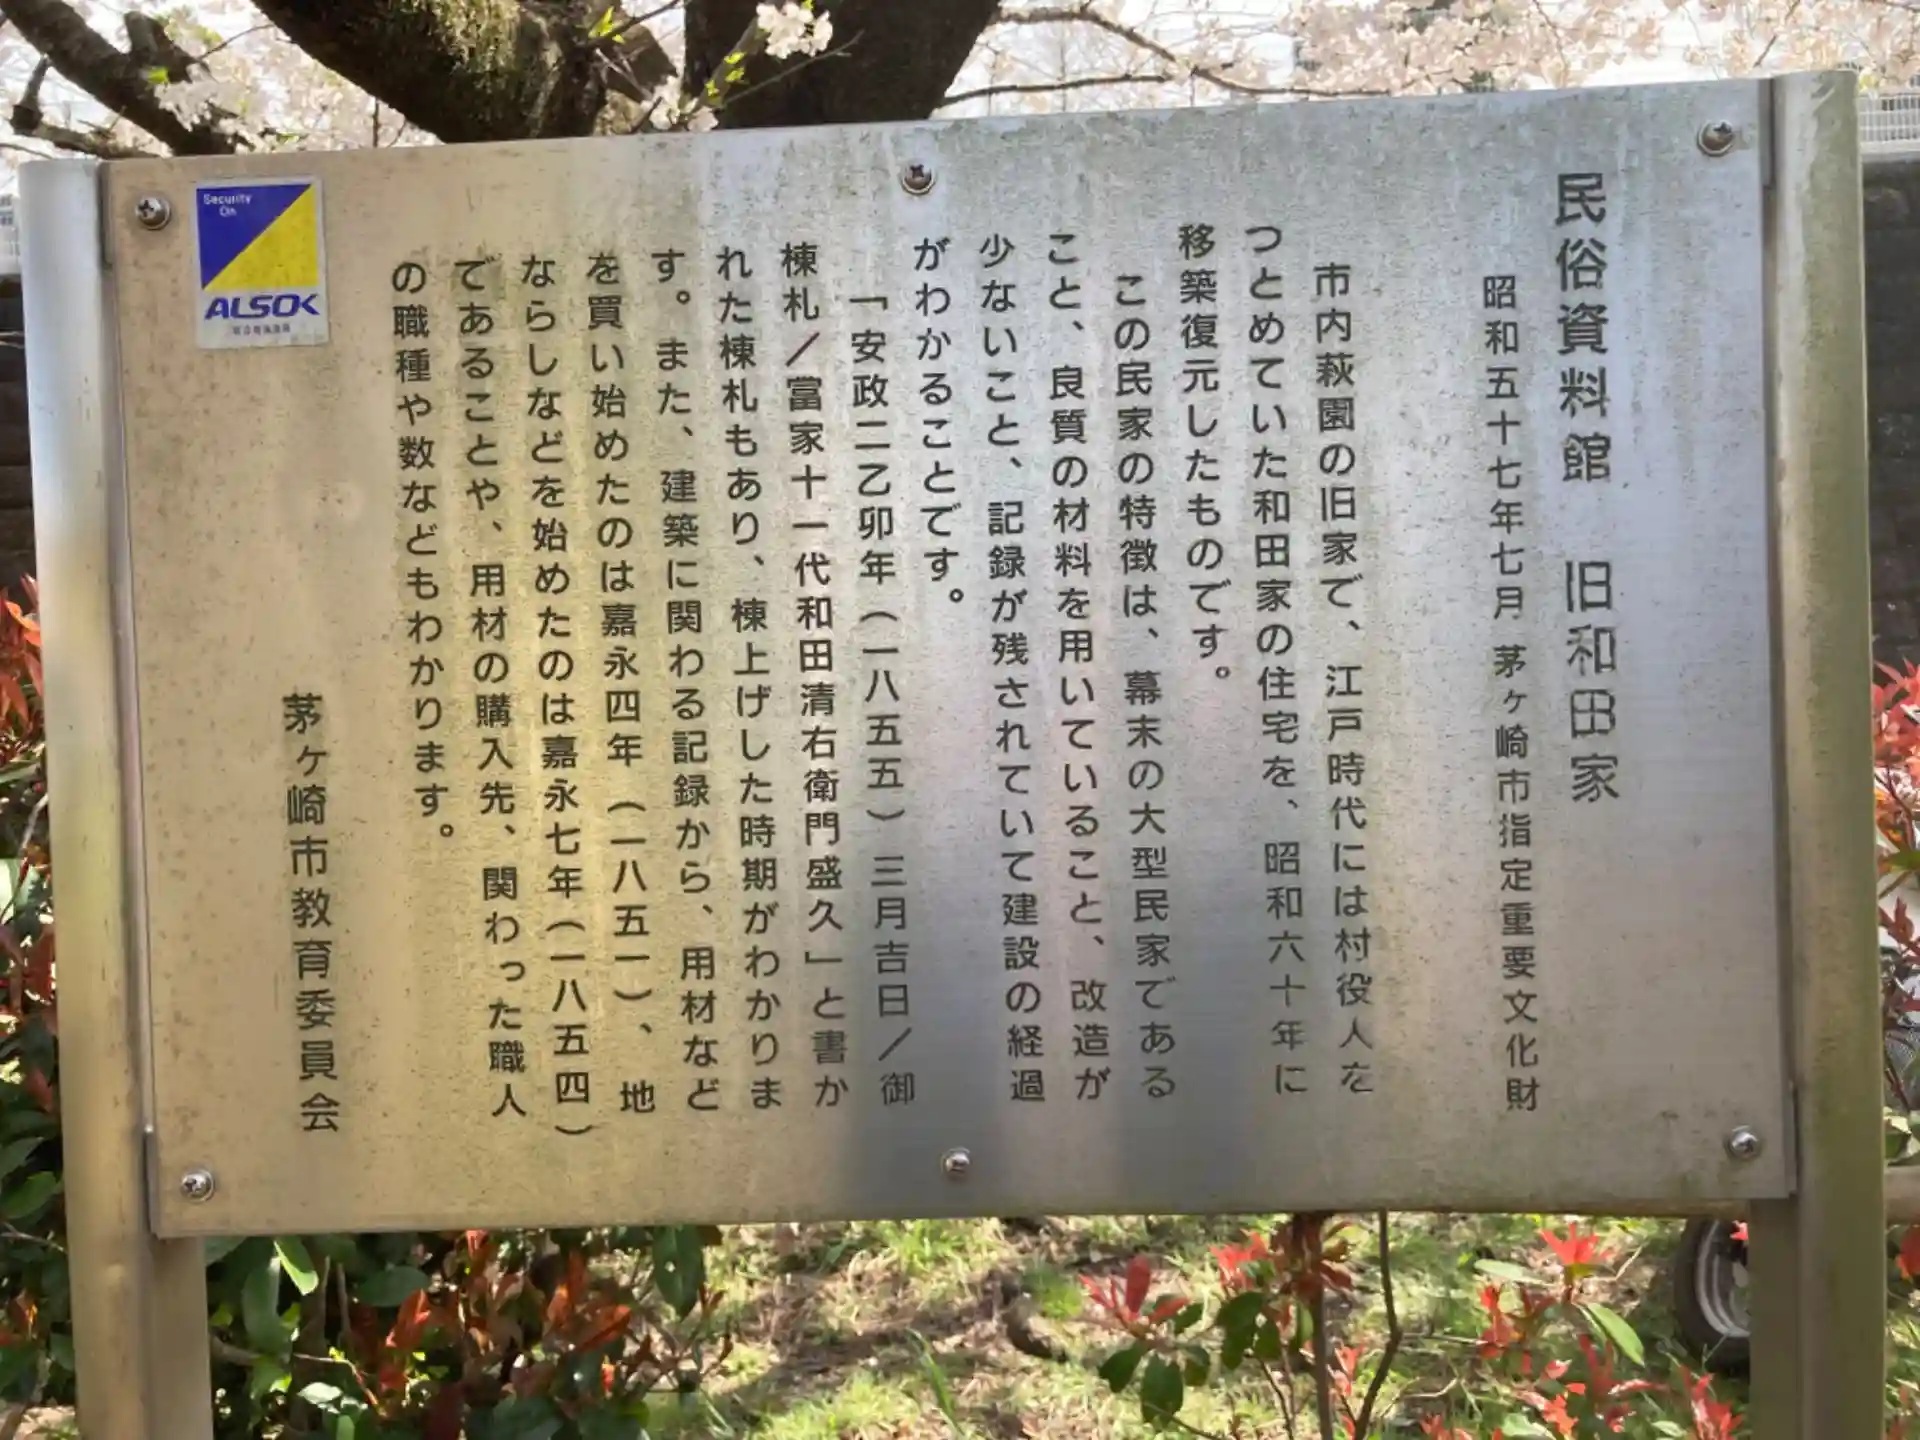 民俗資料館 旧和田家
昭和五十七年七月 茅ヶ崎市指定重要文化財
市内萩園の旧家で、江戸時代には村役人を
つとめていた和田家の住宅を、昭和六十年に
移築復元したものです。
この民家の特徴は、幕末の大型民家である
こと、良質の材料を用いていること、改造が
少ないこと、記録が残されていて建設の経過
がわかることです。
「安政二乙卯年(一八五五)三月吉日/御
棟札/當家十一代和田清右衛門盛久」と書か
れた棟札もあり、棟上げした時期がわかりま
す。また、建築に関わる記録から、用材など
を買い始めたのは嘉永四年(一八五一)、地
ならしなどを始めたのは嘉永七年(一八五四)
であることや、用材の購入先、関わった職人
の職種や数などもわかります。
茅ヶ崎市教育委員会
Security
On
ALSOK